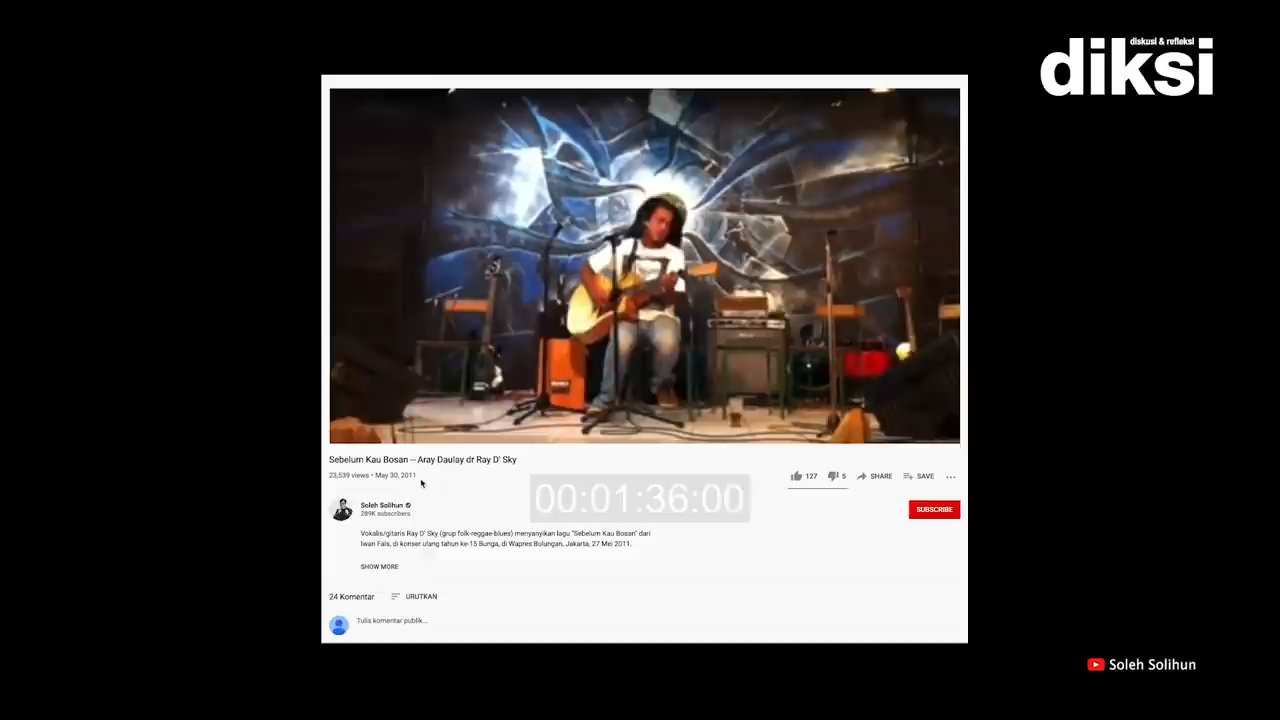 diskusi & refleksi
diksi
Sebelum Kau Bosan -- Aray Daulay dr Ray D' Sky
23,539 views • May 30, 2011
127
5
SHARE
SAVE
00:01:36:00
Soleh Solihun
289K subscribers
SUBSCRIBE
Vokalis/gitaris Ray D' Sky (grup folk-reggae-blues) menyanyikan lagu "Sebelum Kau Bosan" dari
Iwan Fals, di konser ulang tahun ke-15 Bunga, di Wapres Bulungan, Jakarta, 27 Mei 2011.
SHOW MORE
24 Komentar
URUTKAN
Tulis komentar publik...
Soleh Solihun